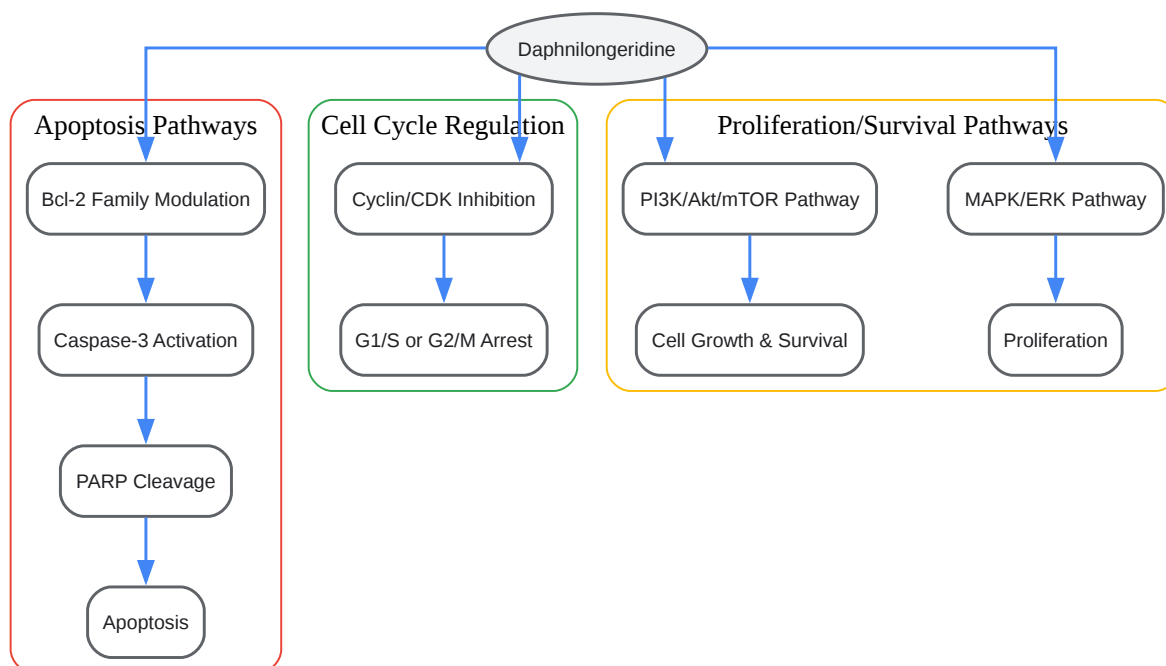 Daphnilongeridine
Apoptosis Pathways
Cell Cycle Regulation
Proliferation/Survival Pathways
Bcl-2 Family Modulation
Cyclin/CDK Inhibition
PI3K/Akt/mTOR Pathway
MAPK/ERK Pathway
Caspase-3 Activation
G1/S or G2/M Arrest
Cell Growth & Survival
Proliferation
PARP Cleavage
Apoptosis